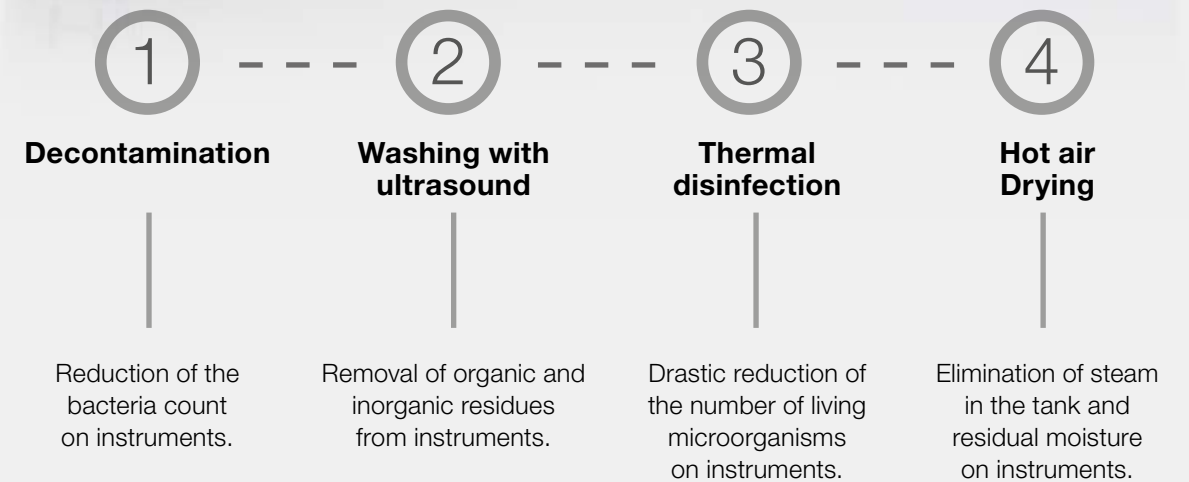 1
Decontamination
Reduction of the
bacteria count
on instruments.
2
Washing with
ultrasound
Removal of organic and
inorganic residues
from instruments.
3
Thermal
disinfection
Drastic reduction of
the number of living
microorganisms
on instruments.
4
Hot air
Drying
Elimination of steam
in the tank and
residual moisture
on instruments.